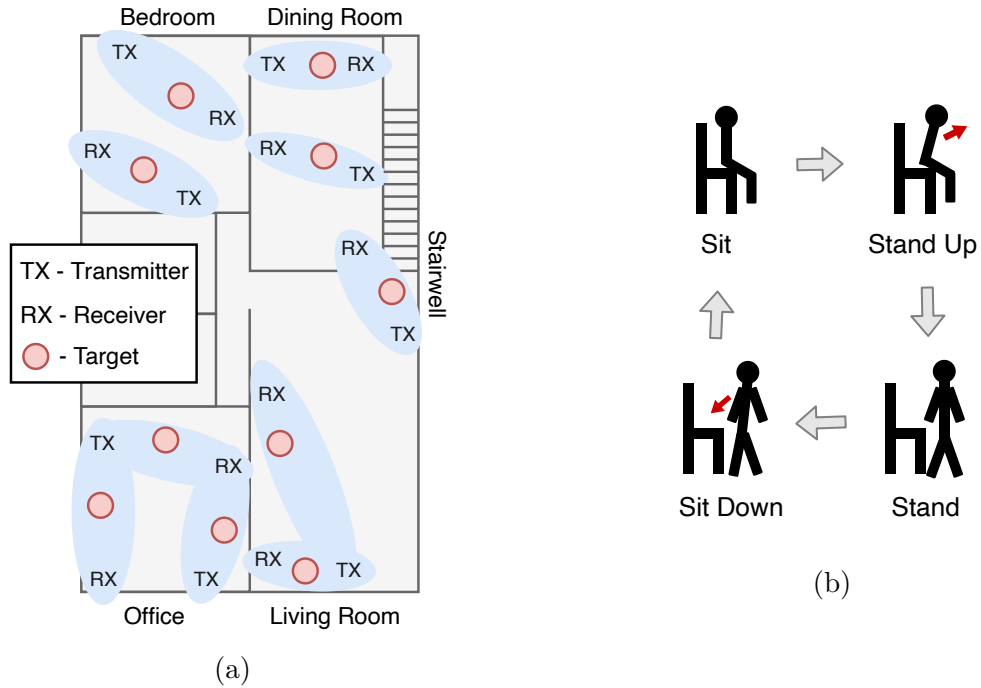 Bedroom
Dining Room
TX
RX
TX
RX
RX
TX
RX
TX
Stairwell
RX
TX
TX - Transmitter
RX - Receiver
- Target
RX
TX
RX
RX
TX
RX
TX
Office
Living Room
(a)
Sit
Stand Up
Sit Down
Stand
(b)